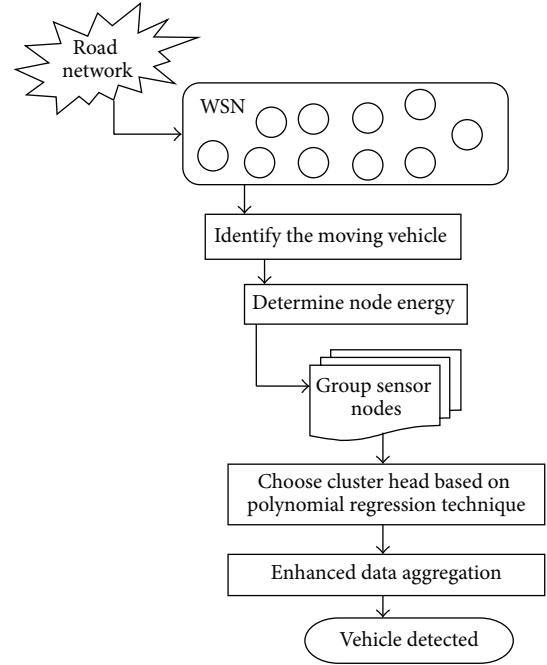 Road
network
WSN
Identify the moving vehicle
Determine node energy
Group sensor
nodes
Choose cluster head based on
polynomial regression technique
Enhanced data aggregation
Vehicle detected